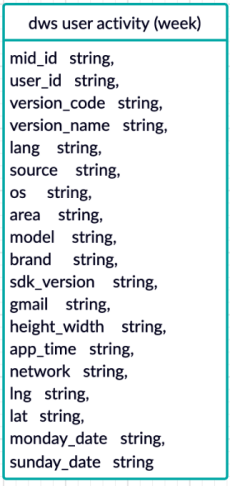 dws user activity (week)
mid_id string,
user_id string,
version_code string,
version_name string,
lang string,
source string,
os string,
area string,
model string,
brand string,
sdk_version string,
gmail string,
height_width string,
app_time string,
network string,
lng string,
lat string,
monday_date string,
sunday_date string